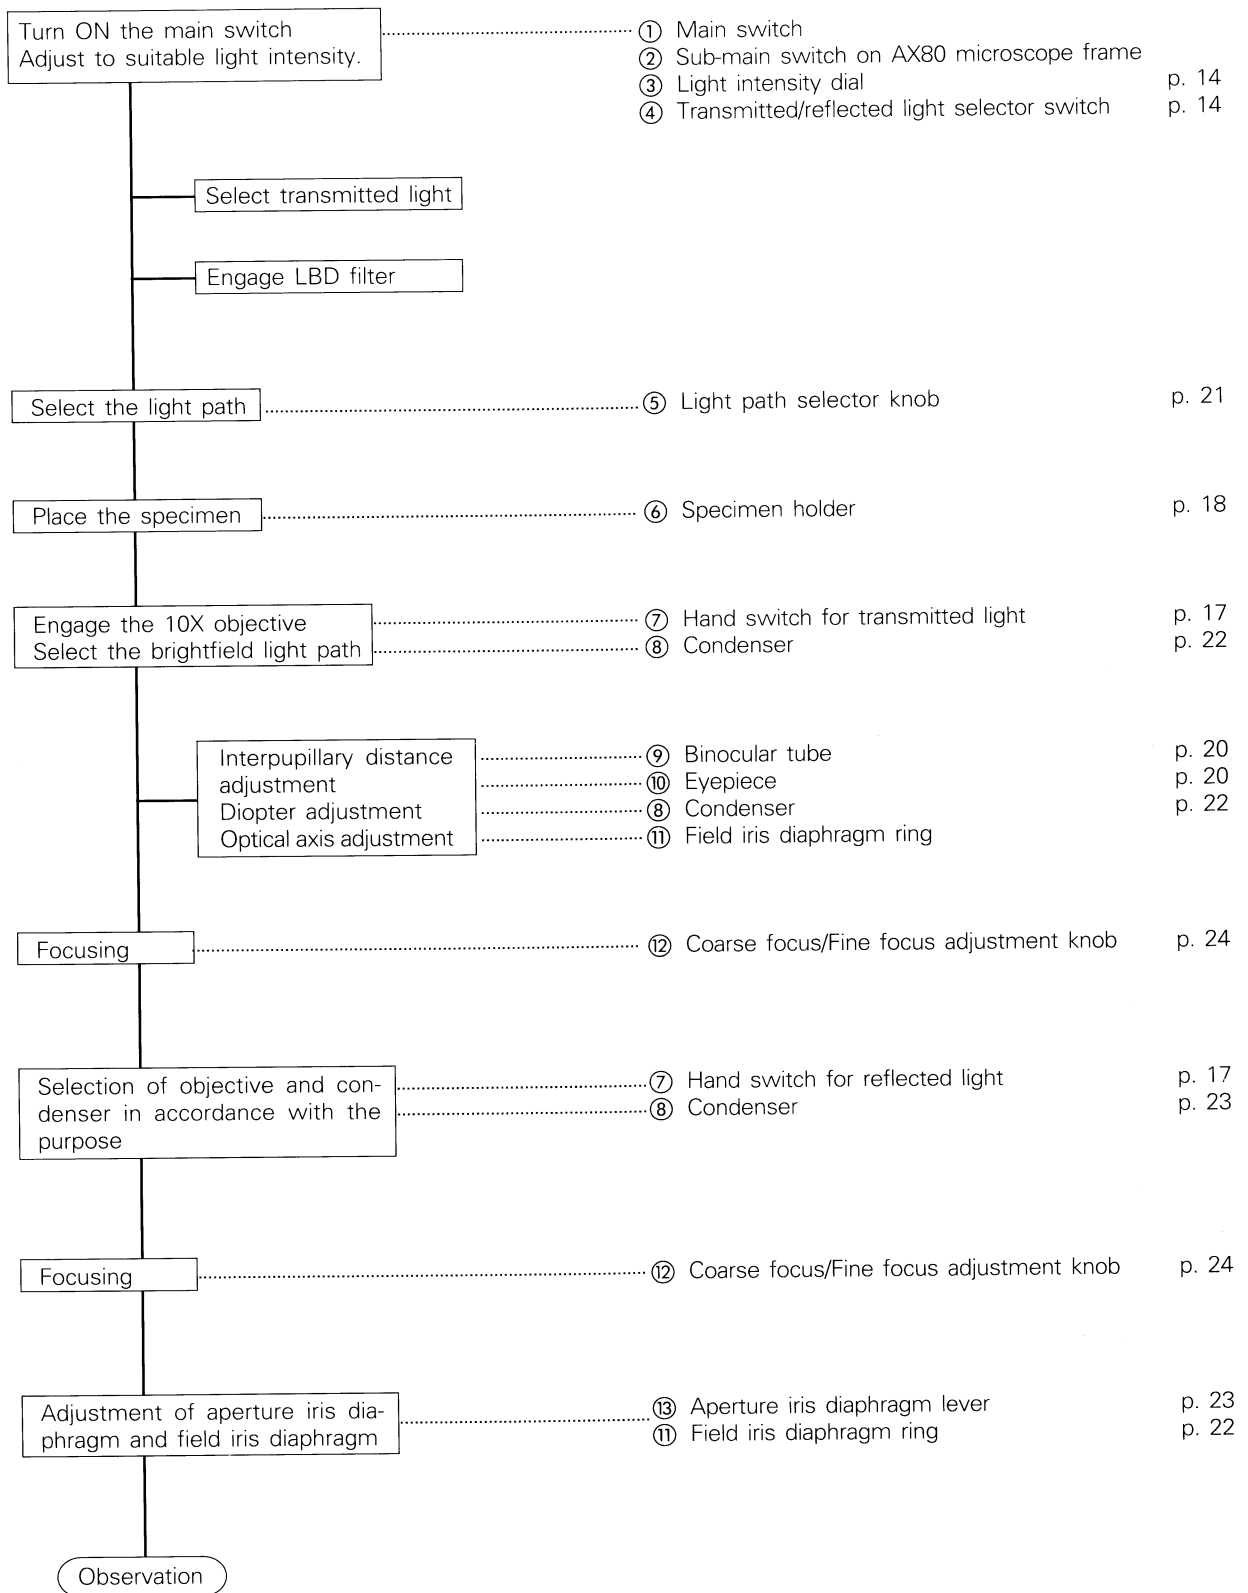 Turn ON the main switch
Adjust to suitable light intensity.
① Main switch
② Sub-main switch on AX80 microscope frame
③ Light intensity dial p. 14
④ Transmitted/reflected light selector switch p. 14
Select transmitted light
Engage LBD filter
Select the light path
⑤ Light path selector knob p. 21
Place the specimen
⑥ Specimen holder p. 18
Engage the 10X objective
Select the brightfield light path
⑦ Hand switch for transmitted light p. 17
⑧ Condenser p. 22
Interpupillary distance
adjustment
Diopter adjustment
Optical axis adjustment
⑨ Binocular tube p. 20
⑩ Eyepiece p. 20
⑧ Condenser p. 22
⑪ Field iris diaphragm ring
Focusing
⑫ Coarse focus/Fine focus adjustment knob p. 24
Selection of objective and con-
denser in accordance with the
purpose
⑦ Hand switch for reflected light p. 17
⑧ Condenser p. 23
Focusing
⑫ Coarse focus/Fine focus adjustment knob p. 24
Adjustment of aperture iris dia-
phragm and field iris diaphragm
⑬ Aperture iris diaphragm lever p. 23
⑪ Field iris diaphragm ring p. 22
Observation